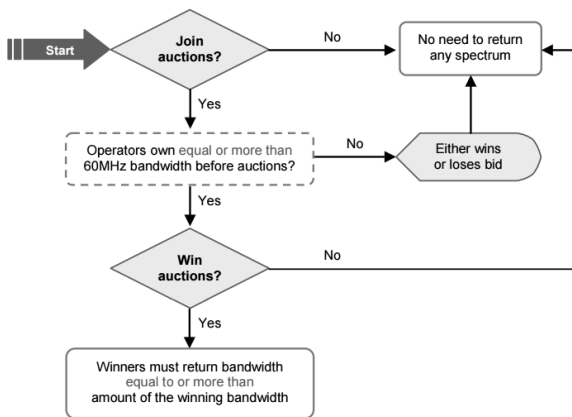 Start
Join
auctions?
No
No need to return
any spectrum
Yes
Operators own equal or more than
60MHz bandwidth before auctions?
No
Either wins
or loses bid
Yes
Win
auctions?
No
Yes
Winners must return bandwidth
equal to or more than
amount of the winning bandwidth